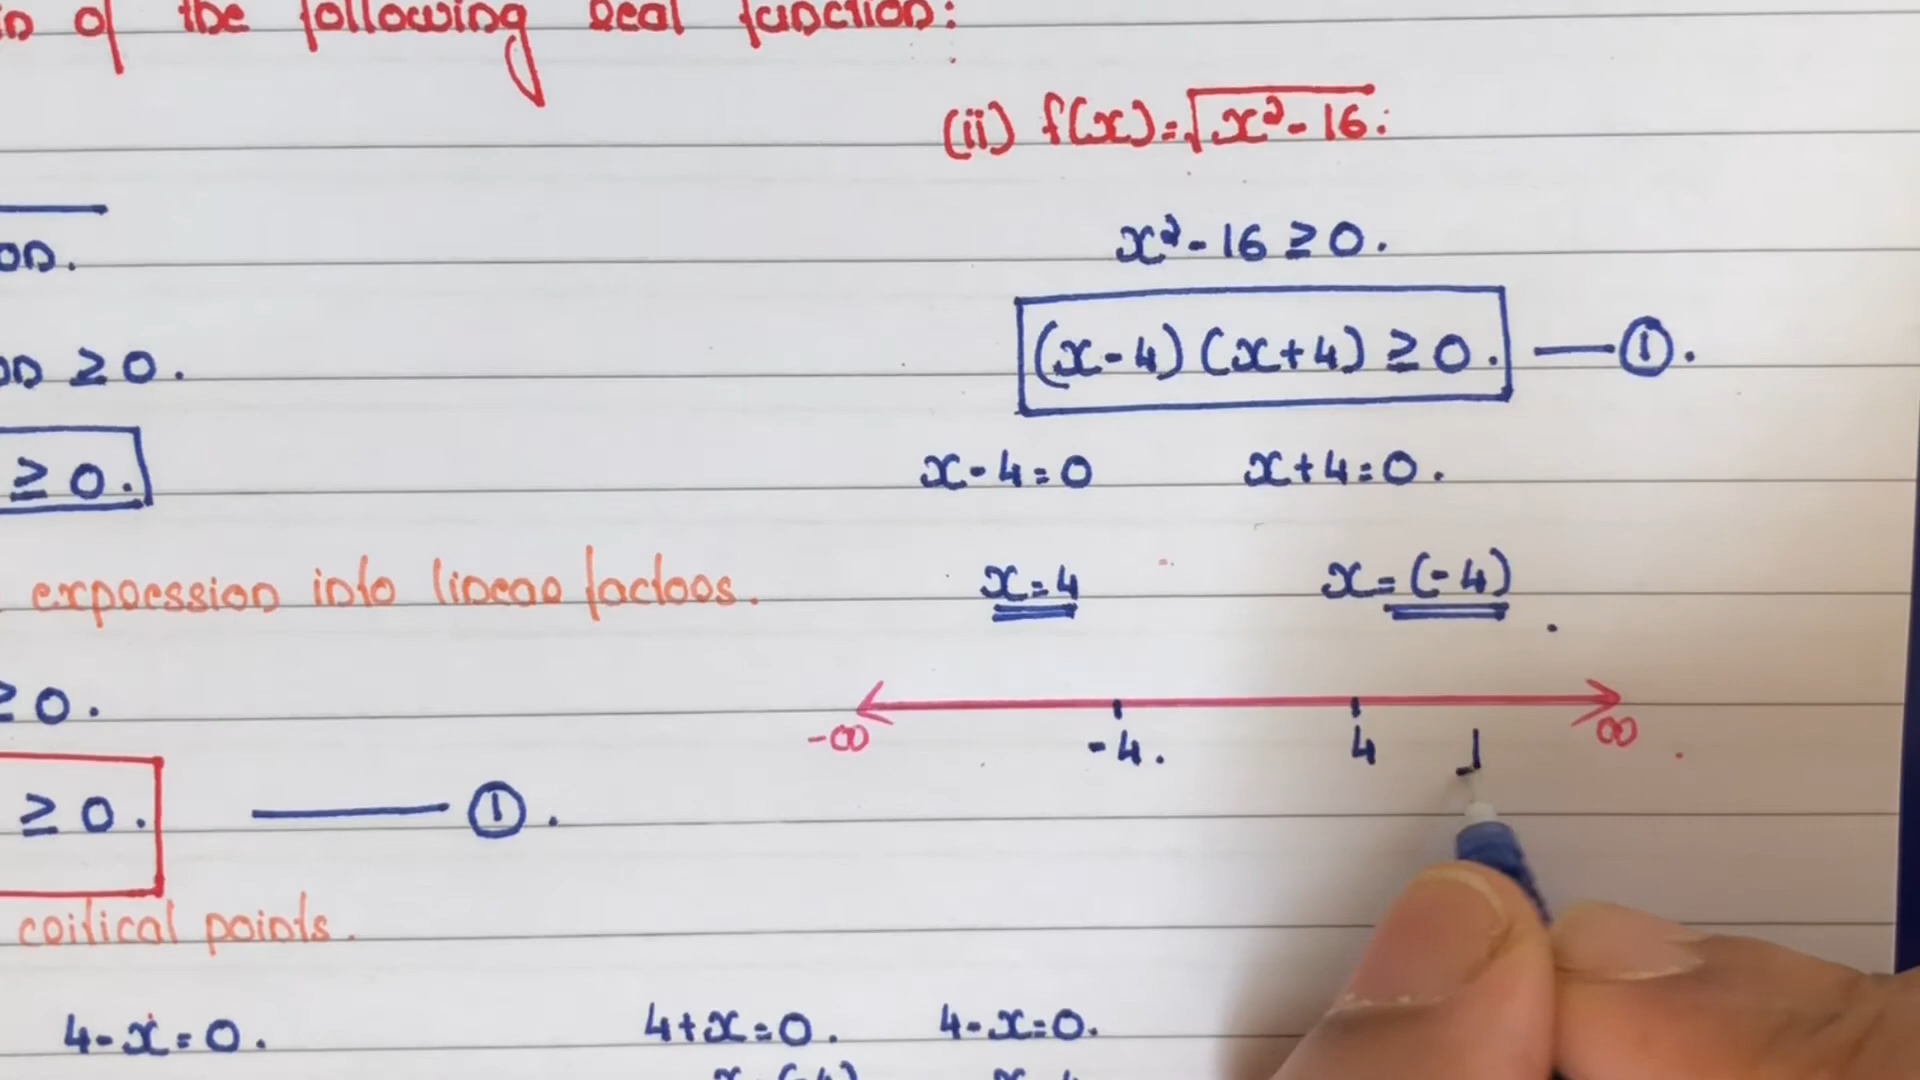 of the following Real function:
(ii) f(x)=√x²-16.
x²-16 ≥ 0.
≥ 0.
(x-4) (x+4) ≥ 0. — ①.
x-4=0 x+4=0.
≥ 0.
expression into linear factors.
x=4 x=(-4)
≥ 0.
-∞ -4. 4 ∞
≥ 0. — ①.
critical points.
4-x=0. 4+x=0. 4-x=0.